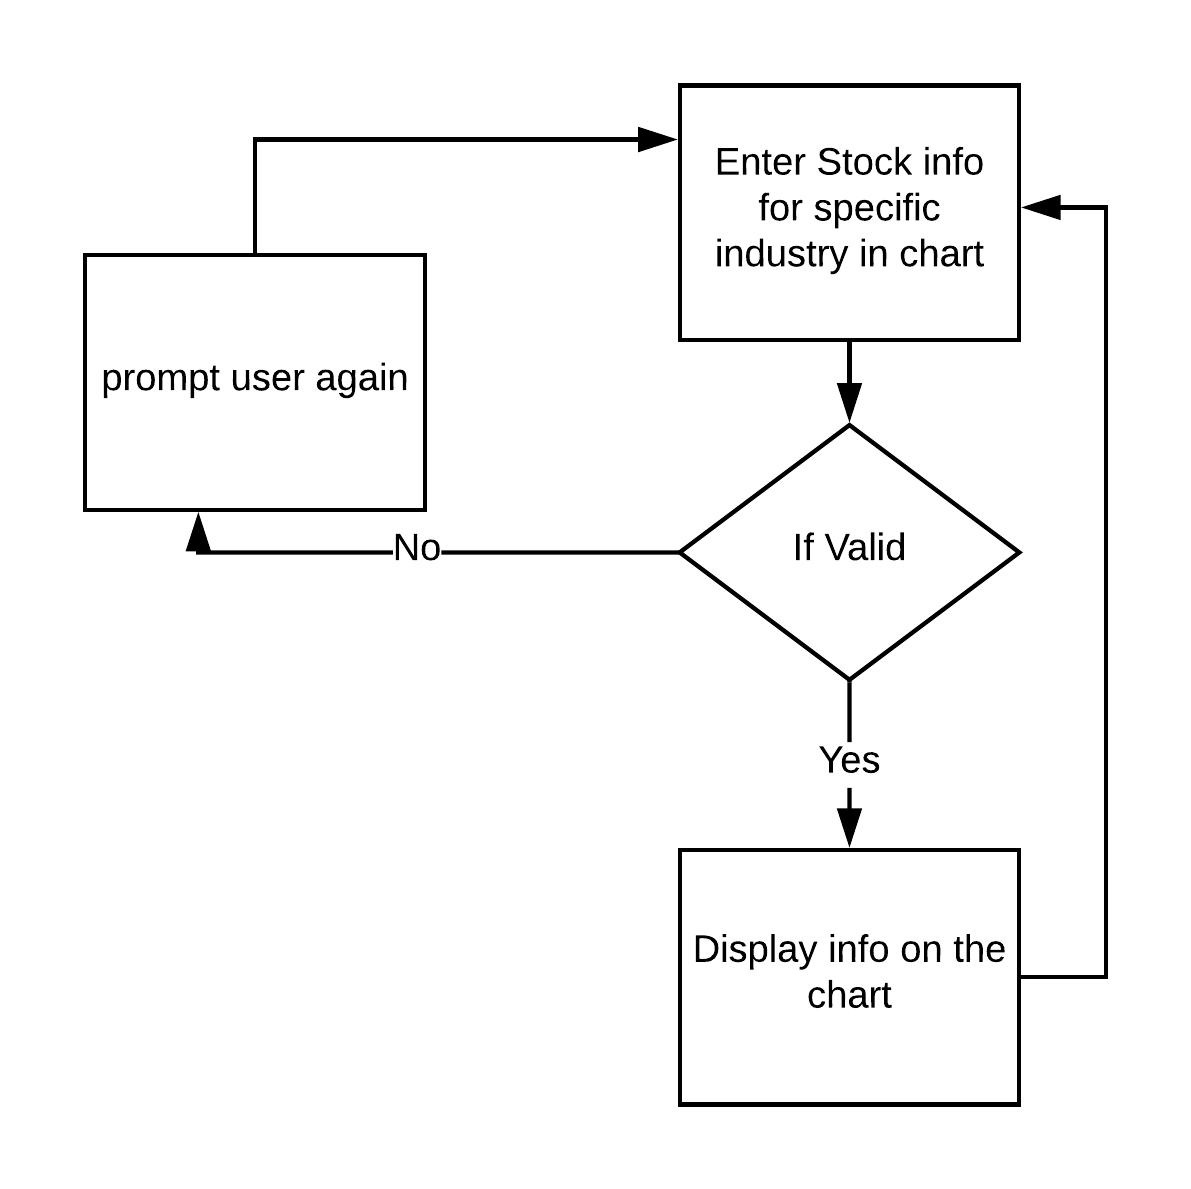 Enter Stock info
for specific
industry in chart
prompt user again
No
If Valid
Yes
Display info on the
chart